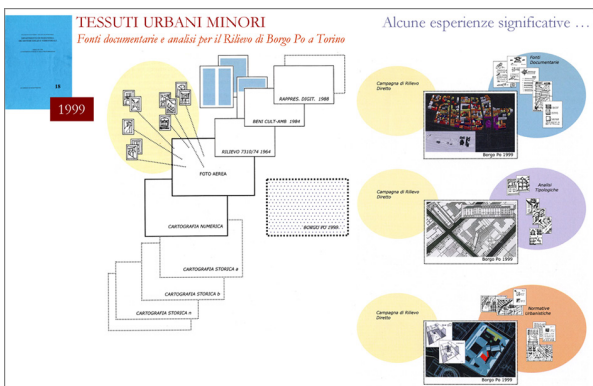 TESSUTI URBANI MINORI
Alcune esperienze significative …
Fonti documentarie e analisi per il Rilievo di Borgo Po a Torino
18
1999
RAPPRES. DIGIT. 1988
BENI CULT-AMB 1984
RILIEVO 7310/74 1964
FOTO AEREA
CARTOGRAFIA NUMERICA
BORGO PO 1999
CARTOGRAFIA STORICA a
CARTOGRAFIA STORICA b
CARTOGRAFIA STORICA n
Campagna di Rilievo
Diretto
Fonti
Documentarie
Borgo Po 1999
Campagna di Rilievo
Diretto
Analisi
Tipologiche
Borgo Po 1999
Campagna di Rilievo
Diretto
Normative
Urbanistiche
Borgo Po 1999